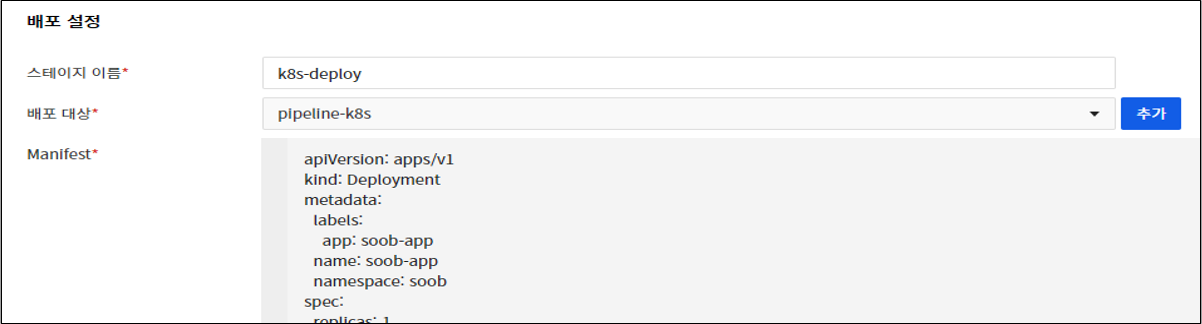 배포 설정
스테이지 이름*
k8s-deploy
배포 대상*
pipeline-k8s
추가
Manifest*
apiVersion: apps/v1
kind: Deployment
metadata:
  labels:
    app: soob-app
  name: soob-app
  namespace: soob
spec:
  replicas: 1